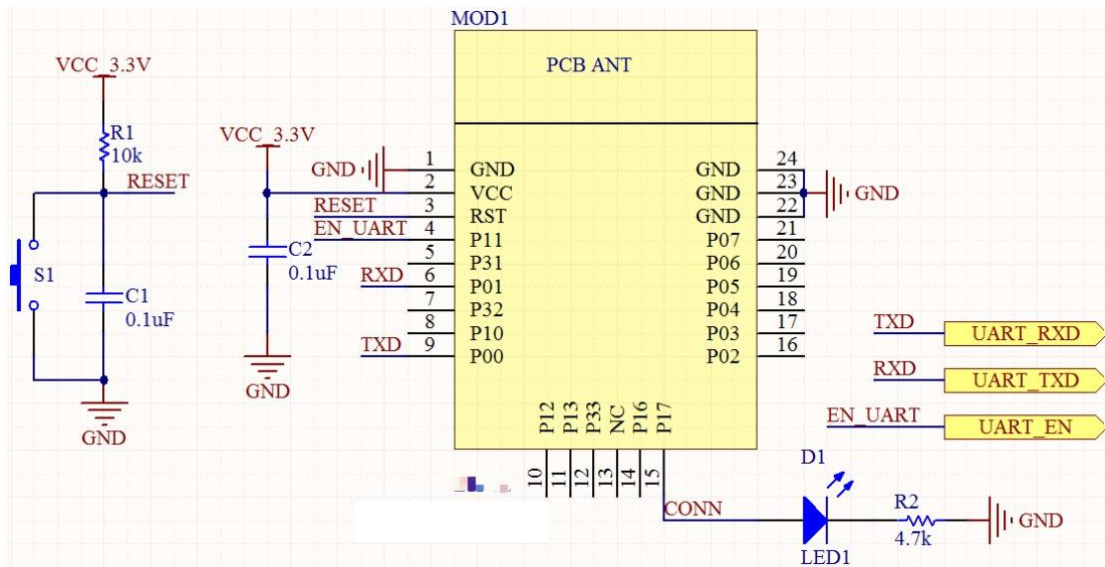 MOD1
PCB ANT
VCC_3.3V
R1
10k
RESET
S1
C1
0.1uF
GND
VCC_3.3V
C2
0.1uF
GND
GND
RESET
EN_UART
RXD
TXD
1 GND
2 VCC
3 RST
4 P11
5 P31
6 P01
7 P32
8 P10
9 P00
GND 24
GND 23
GND 22
P07 21
P06 20
P05 19
P04 18
P03 17
P02 16
GND
P12 P13 P33 NC P16 P17
10 11 12 13 14 15
TXD UART_RXD
RXD UART_TXD
EN_UART UART_EN
CONN
D1
LED1
R2
4.7k
GND